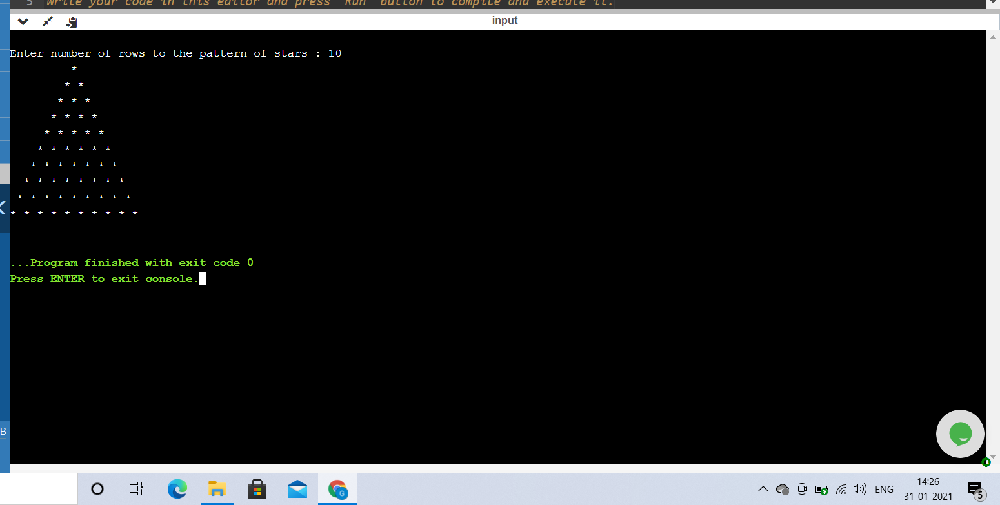 5 Write your code in this editor and press "Run" button to compile and execute it.
input
Enter number of rows to the pattern of stars : 10
         *
        * *
       * * *
      * * * *
     * * * * *
    * * * * * *
   * * * * * * *
  * * * * * * * *
 * * * * * * * * *
* * * * * * * * * *
...Program finished with exit code 0
Press ENTER to exit console.
B
G
ENG
14:26
31-01-2021
5